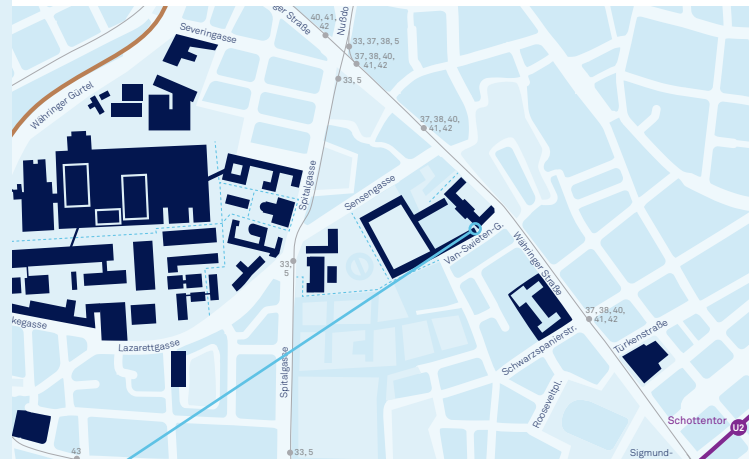 40, 41,
42
ger Straße
Nußdo
Severingasse
33, 37, 38, 5
37, 38, 40,
41, 42
33, 5
Währinger Gürtel
37, 38, 40,
41, 42
Spitalgasse
Sensengasse
Van-Swieten-G.
Währinger Straße
33,
5
37, 38, 40,
41, 42
kegasse
Lazarettgasse
Türkenstraße
Schwarzspanierstr.
Spitalgasse
Rooseveltpl.
Schottentor
U2
43
33, 5
Sigmund-